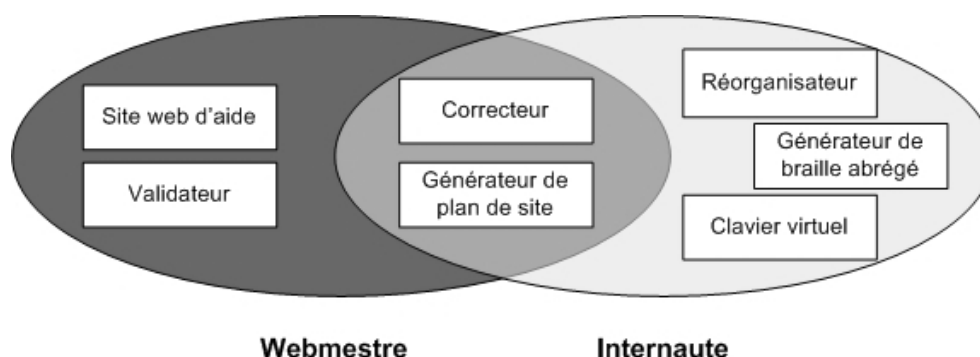 Site web d'aide
Validateur
Correcteur
Générateur de
plan de site
Réorganisateur
Générateur de
braille abrégé
Clavier virtuel
Webmestre
Internaute